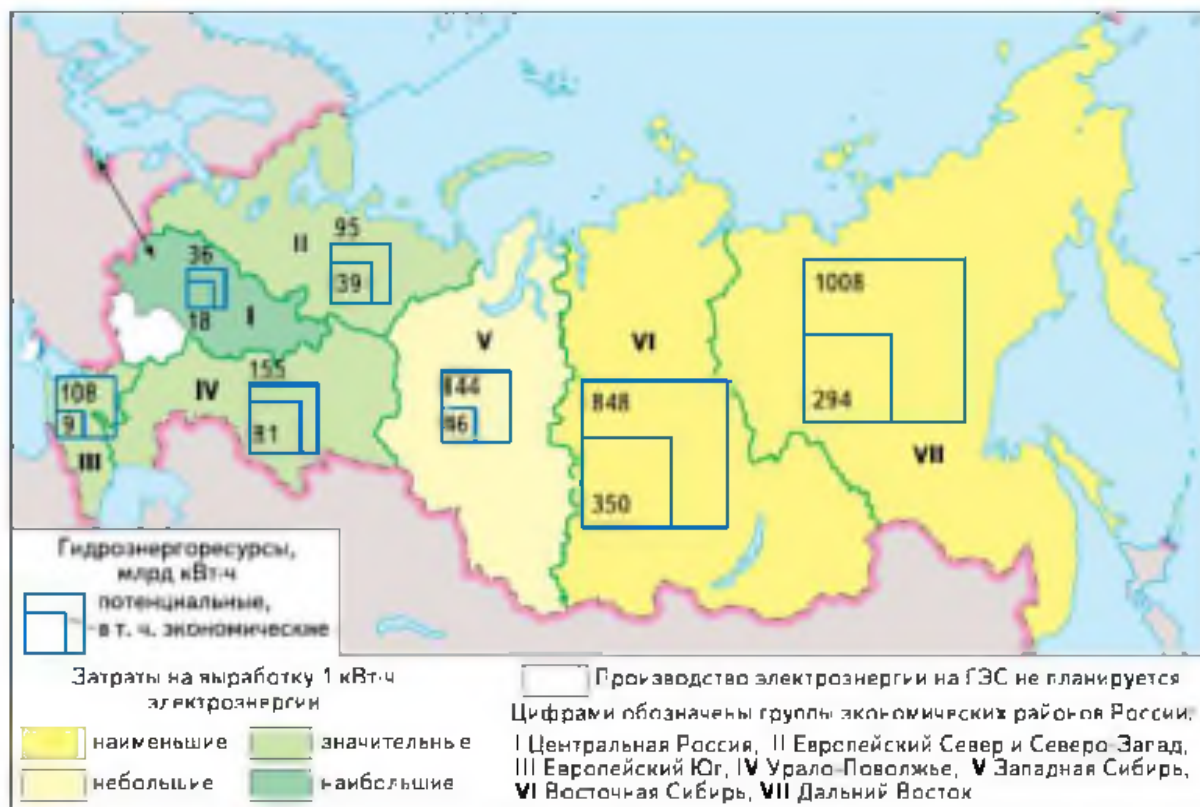 II
95
39
36
18
I
V
VI
1008
294
VII
155
IV
108
9
III
848
350
Гидроэнергоресурсы,
млрд кВт·ч
потенциальные,
в т. ч. экономические
Затраты на выработку 1 кВт·ч
электроэнергии
наименьшие
значительные
небольшие
наибольшие
Производство электроэнергии на ГЭС не планируется
Цифрами обозначены группы экономических районов России:
I Центральная Россия, II Европейский Север и Северо-Запад,
III Европейский Юг, IV Урало-Поволжье, V Западная Сибирь,
VI Восточная Сибирь, VII Дальний Восток